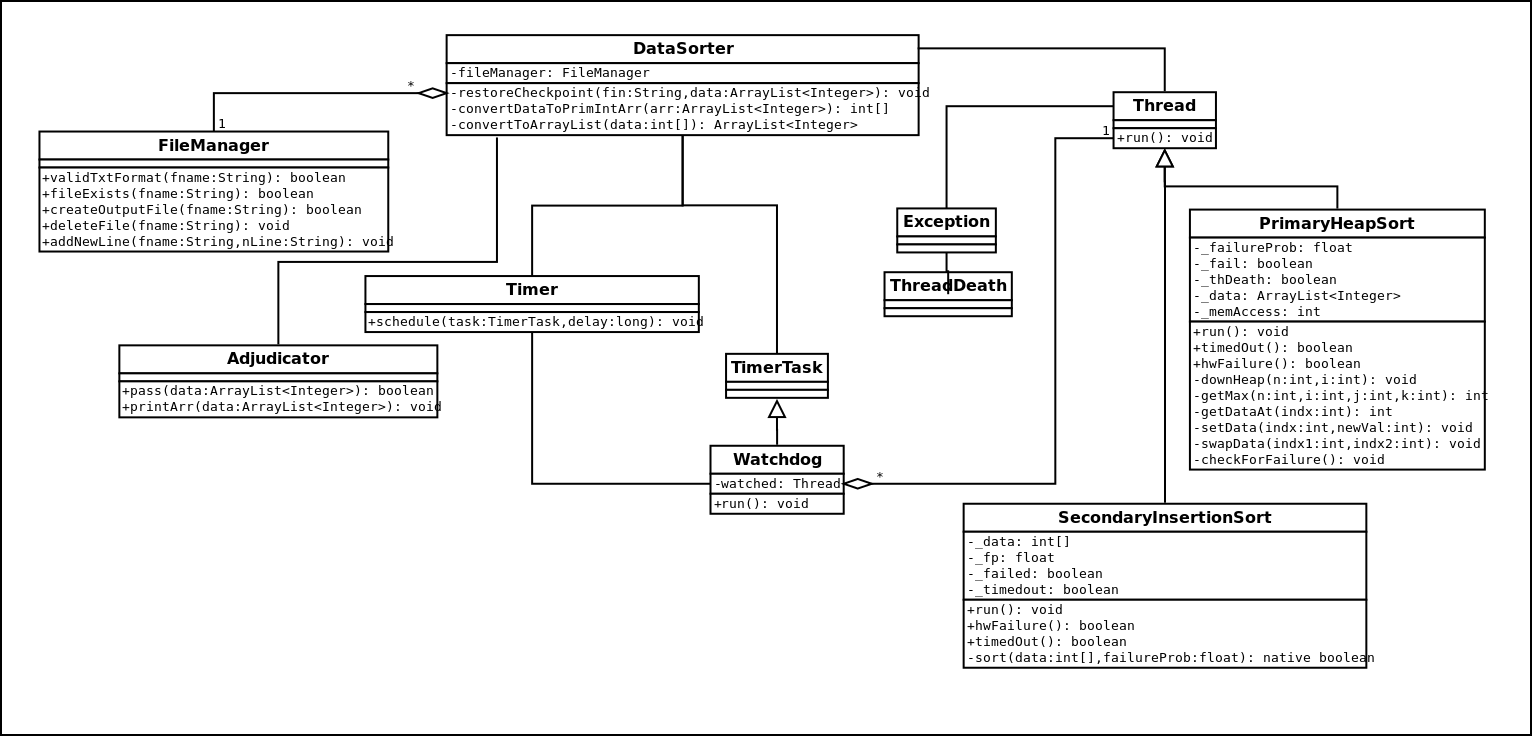 DataSorter
-fileManager: FileManager
-restoreCheckpoint(fin:String,data:ArrayList<Integer>): void
-convertDataToPrimIntArr(arr:ArrayList<Integer>): int[]
-convertToArrayList(data:int[]): ArrayList<Integer>
*
1
FileManager
+validTxtFormat(fname:String): boolean
+fileExists(fname:String): boolean
+createOutputFile(fname:String): boolean
+deleteFile(fname:String): void
+addNewLine(fname:String,nLine:String): void
Thread
+run(): void
1
Exception
ThreadDeath
PrimaryHeapSort
-_failureProb: float
-_fail: boolean
-_thDeath: boolean
-_data: ArrayList<Integer>
-_memAccess: int
+run(): void
+timedOut(): boolean
+hwFailure(): boolean
-downHeap(n:int,i:int): void
-getMax(n:int,i:int,j:int,k:int): int
-getDataAt(indx:int): int
-setData(indx:int,newVal:int): void
-swapData(indx1:int,indx2:int): void
-checkForFailure(): void
Timer
+schedule(task:TimerTask,delay:long): void
Adjudicator
+pass(data:ArrayList<Integer>): boolean
+printArr(data:ArrayList<Integer>): void
TimerTask
Watchdog
-watched: Thread
+run(): void
*
SecondaryInsertionSort
-_data: int[]
-_fp: float
-_failed: boolean
-_timedout: boolean
+run(): void
+hwFailure(): boolean
+timedOut(): boolean
-sort(data:int[],failureProb:float): native boolean